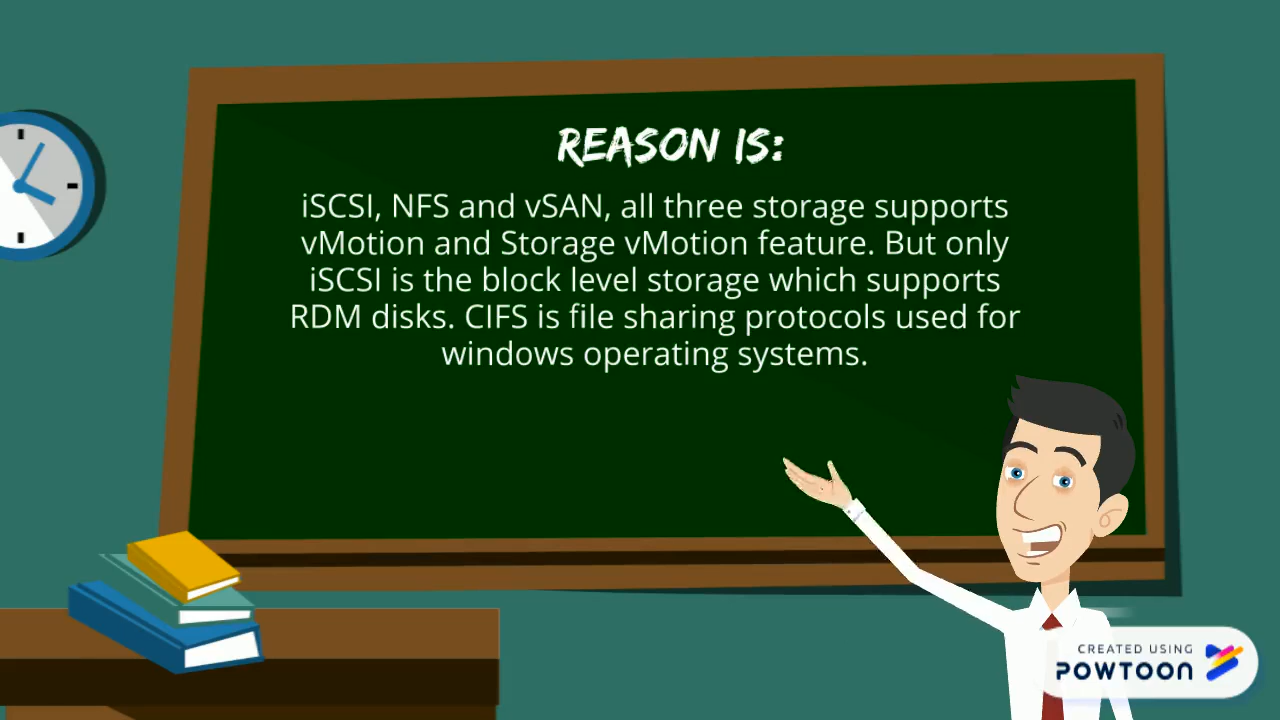 REASON IS:
iSCSI, NFS and vSAN, all three storage supports
vMotion and Storage vMotion feature. But only
iSCSI is the block level storage which supports
RDM disks. CIFS is file sharing protocols used for
windows operating systems.
CREATED USING
POWTOON